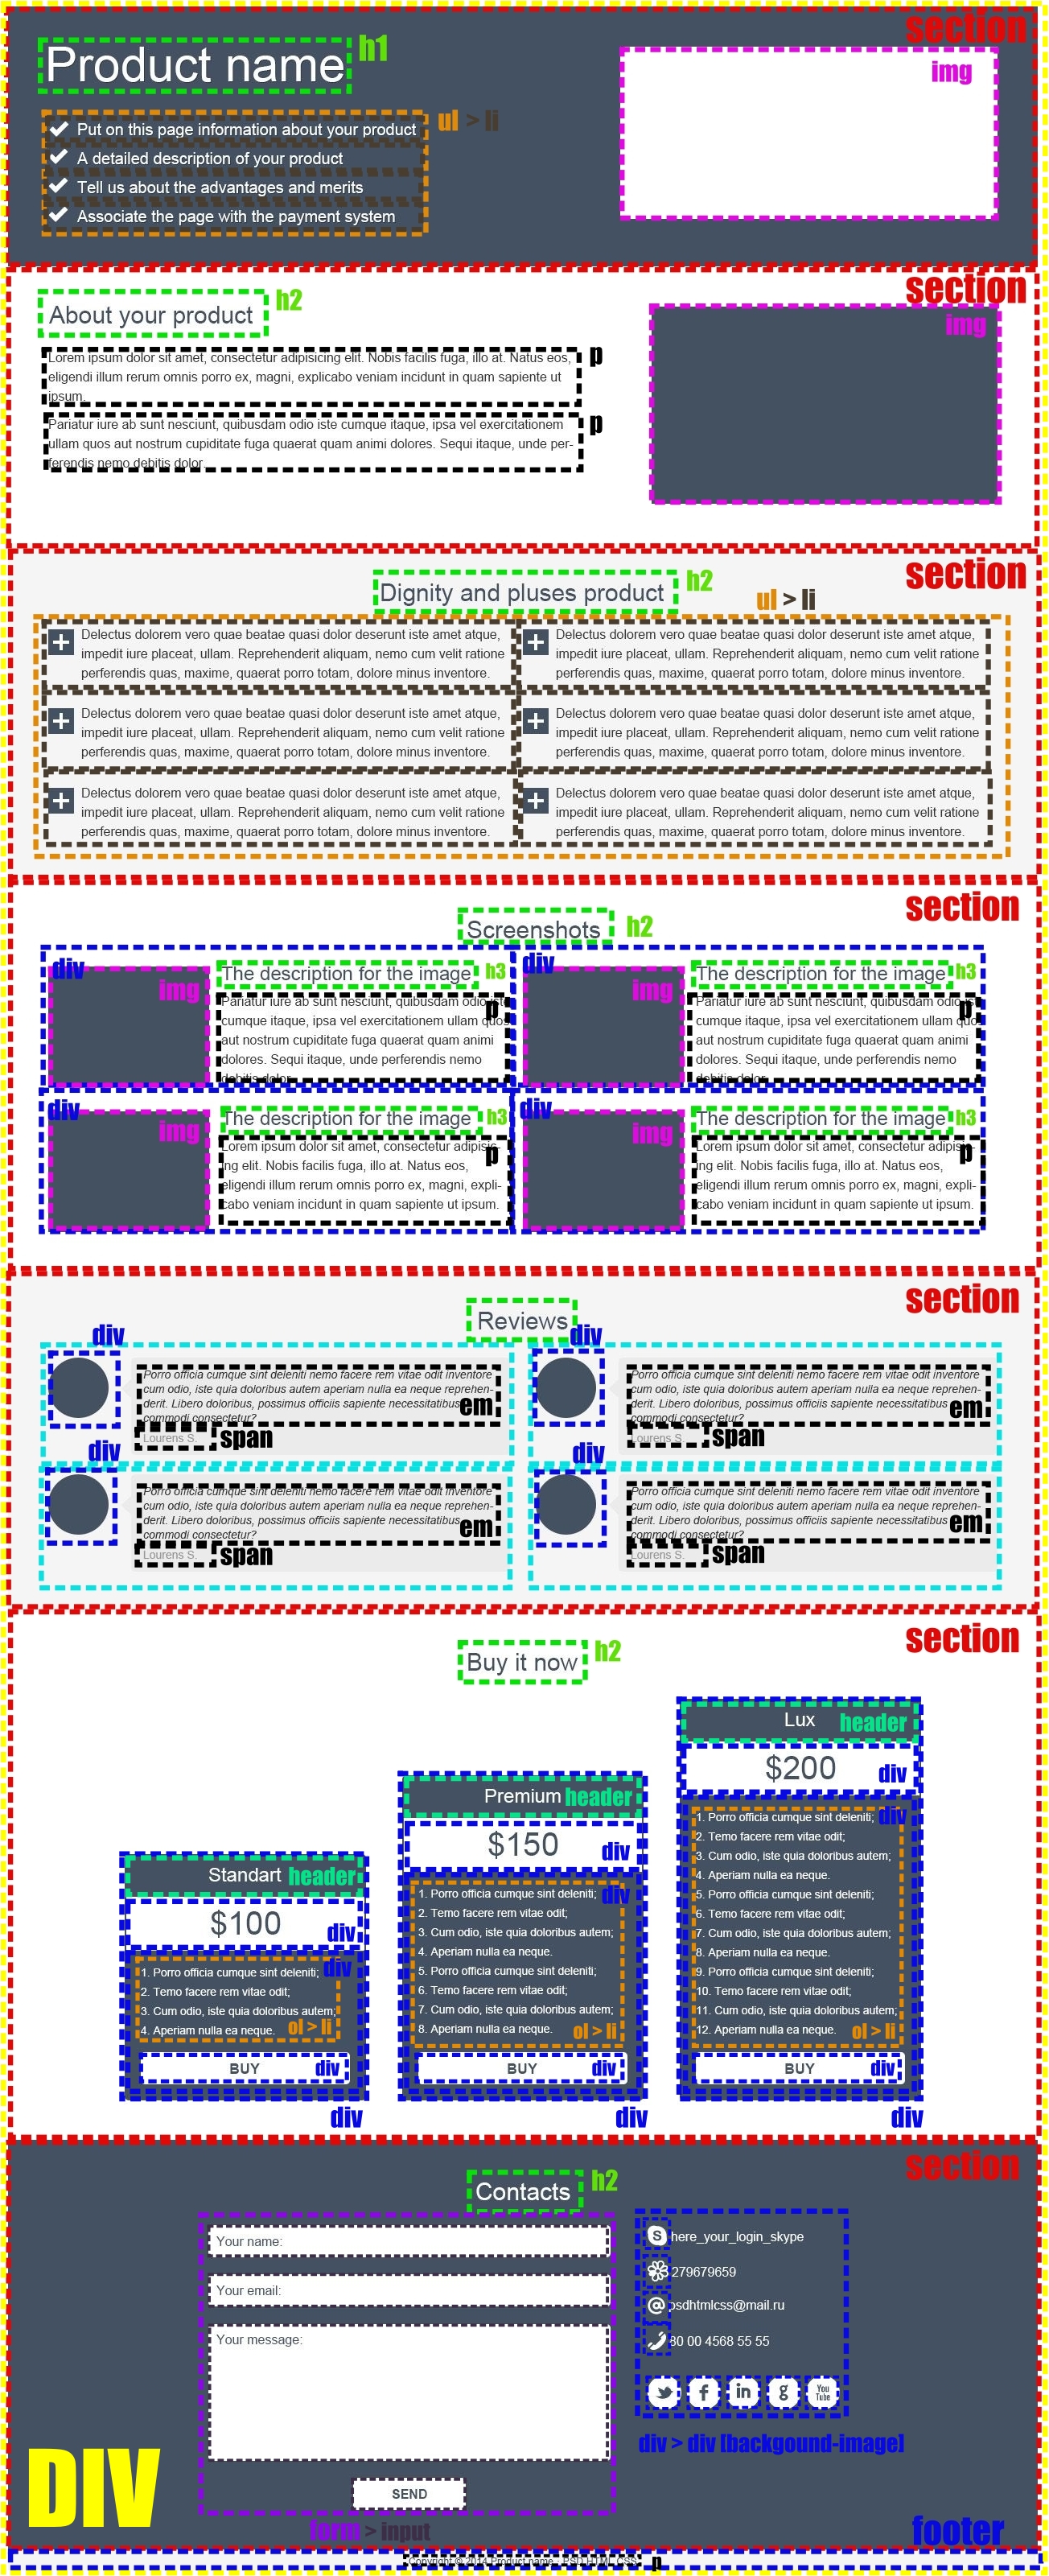 section
Product name h1
img
Put on this page information about your product ul > li
A detailed description of your product
Tell us about the advantages and merits
Associate the page with the payment system
section
About your product h2
img
Lorem ipsum dolor sit amet, consectetur adipisicing elit. Nobis facilis fuga, illo at. Natus eos, p
eligendi illum rerum omnis porro ex, magni, explicabo veniam incidunt in quam sapiente ut
ipsum.
Pariatur iure ab sunt nesciunt, quibusdam odio iste cumque itaque, ipsa vel exercitationem p
ullam quos aut nostrum cupiditate fuga quaerat quam animi dolores. Sequi itaque, unde per-
ferendis nemo debitis dolor.
section
Dignity and pluses product h2
ul > li
Delectus dolorem vero quae beatae quasi dolor deserunt iste amet atque,
impedit iure placeat, ullam. Reprehenderit aliquam, nemo cum velit ratione
perferendis quas, maxime, quaerat porro totam, dolore minus inventore.
Delectus dolorem vero quae beatae quasi dolor deserunt iste amet atque,
impedit iure placeat, ullam. Reprehenderit aliquam, nemo cum velit ratione
perferendis quas, maxime, quaerat porro totam, dolore minus inventore.
Delectus dolorem vero quae beatae quasi dolor deserunt iste amet atque,
impedit iure placeat, ullam. Reprehenderit aliquam, nemo cum velit ratione
perferendis quas, maxime, quaerat porro totam, dolore minus inventore.
Delectus dolorem vero quae beatae quasi dolor deserunt iste amet atque,
impedit iure placeat, ullam. Reprehenderit aliquam, nemo cum velit ratione
perferendis quas, maxime, quaerat porro totam, dolore minus inventore.
Delectus dolorem vero quae beatae quasi dolor deserunt iste amet atque,
impedit iure placeat, ullam. Reprehenderit aliquam, nemo cum velit ratione
perferendis quas, maxime, quaerat porro totam, dolore minus inventore.
Delectus dolorem vero quae beatae quasi dolor deserunt iste amet atque,
impedit iure placeat, ullam. Reprehenderit aliquam, nemo cum velit ratione
perferendis quas, maxime, quaerat porro totam, dolore minus inventore.
section
Screenshots h2
div
img
The description for the image h3
Pariatur iure ab sunt nesciunt, quibusdam odio iste
p
cumque itaque, ipsa vel exercitationem ullam quos
aut nostrum cupiditate fuga quaerat quam animi
dolores. Sequi itaque, unde perferendis nemo
debitis dolor.
div
img
The description for the image h3
Pariatur iure ab sunt nesciunt, quibusdam odio iste
p
cumque itaque, ipsa vel exercitationem ullam quos
aut nostrum cupiditate fuga quaerat quam animi
dolores. Sequi itaque, unde perferendis nemo
debitis dolor.
div
img
The description for the image h3
Lorem ipsum dolor sit amet, consectetur adipisic-
p
ing elit. Nobis facilis fuga, illo at. Natus eos,
eligendi illum rerum omnis porro ex, magni, expli-
cabo veniam incidunt in quam sapiente ut ipsum.
div
img
The description for the image h3
Lorem ipsum dolor sit amet, consectetur adipisic-
p
ing elit. Nobis facilis fuga, illo at. Natus eos,
eligendi illum rerum omnis porro ex, magni, expli-
cabo veniam incidunt in quam sapiente ut ipsum.
section
Reviews
div
Porro officia cumque sint deleniti nemo facere rem vitae odit inventore
cum odio, iste quia doloribus autem aperiam nulla ea neque reprehen-
derit. Libero doloribus, possimus officiis sapiente necessitatibus em
commodi consectetur?
Lourens S. span
div
Porro officia cumque sint deleniti nemo facere rem vitae odit inventore
cum odio, iste quia doloribus autem aperiam nulla ea neque reprehen-
derit. Libero doloribus, possimus officiis sapiente necessitatibus em
commodi consectetur?
Lourens S. span
div
Porro officia cumque sint deleniti nemo facere rem vitae odit inventore
cum odio, iste quia doloribus autem aperiam nulla ea neque reprehen-
derit. Libero doloribus, possimus officiis sapiente necessitatibus em
commodi consectetur?
Lourens S. span
div
Porro officia cumque sint deleniti nemo facere rem vitae odit inventore
cum odio, iste quia doloribus autem aperiam nulla ea neque reprehen-
derit. Libero doloribus, possimus officiis sapiente necessitatibus em
commodi consectetur?
Lourens S. span
section
Buy it now h2
Standart header
$100 div
div
1. Porro officia cumque sint deleniti;
2. Temo facere rem vitae odit;
3. Cum odio, iste quia doloribus autem;
4. Aperiam nulla ea neque. ol > li
BUY div
div
Premium header
$150 div
div
1. Porro officia cumque sint deleniti;
2. Temo facere rem vitae odit;
3. Cum odio, iste quia doloribus autem;
4. Aperiam nulla ea neque.
5. Porro officia cumque sint deleniti;
6. Temo facere rem vitae odit;
7. Cum odio, iste quia doloribus autem;
8. Aperiam nulla ea neque. ol > li
BUY div
div
Lux header
$200 div
div
1. Porro officia cumque sint deleniti;
2. Temo facere rem vitae odit;
3. Cum odio, iste quia doloribus autem;
4. Aperiam nulla ea neque.
5. Porro officia cumque sint deleniti;
6. Temo facere rem vitae odit;
7. Cum odio, iste quia doloribus autem;
8. Aperiam nulla ea neque.
9. Porro officia cumque sint deleniti;
10. Temo facere rem vitae odit;
11. Cum odio, iste quia doloribus autem;
12. Aperiam nulla ea neque. ol > li
BUY div
div
section
Contacts h2
Your name:
Your email:
Your message:
SEND
form > input
here_your_login_skype
279679659
psdhtmlcss@mail.ru
80 00 4568 55 55
in g You
Tube
div > div [backgound-image]
DIV
footer
Copyright © 2014 Product name - PSD HTML CSS p